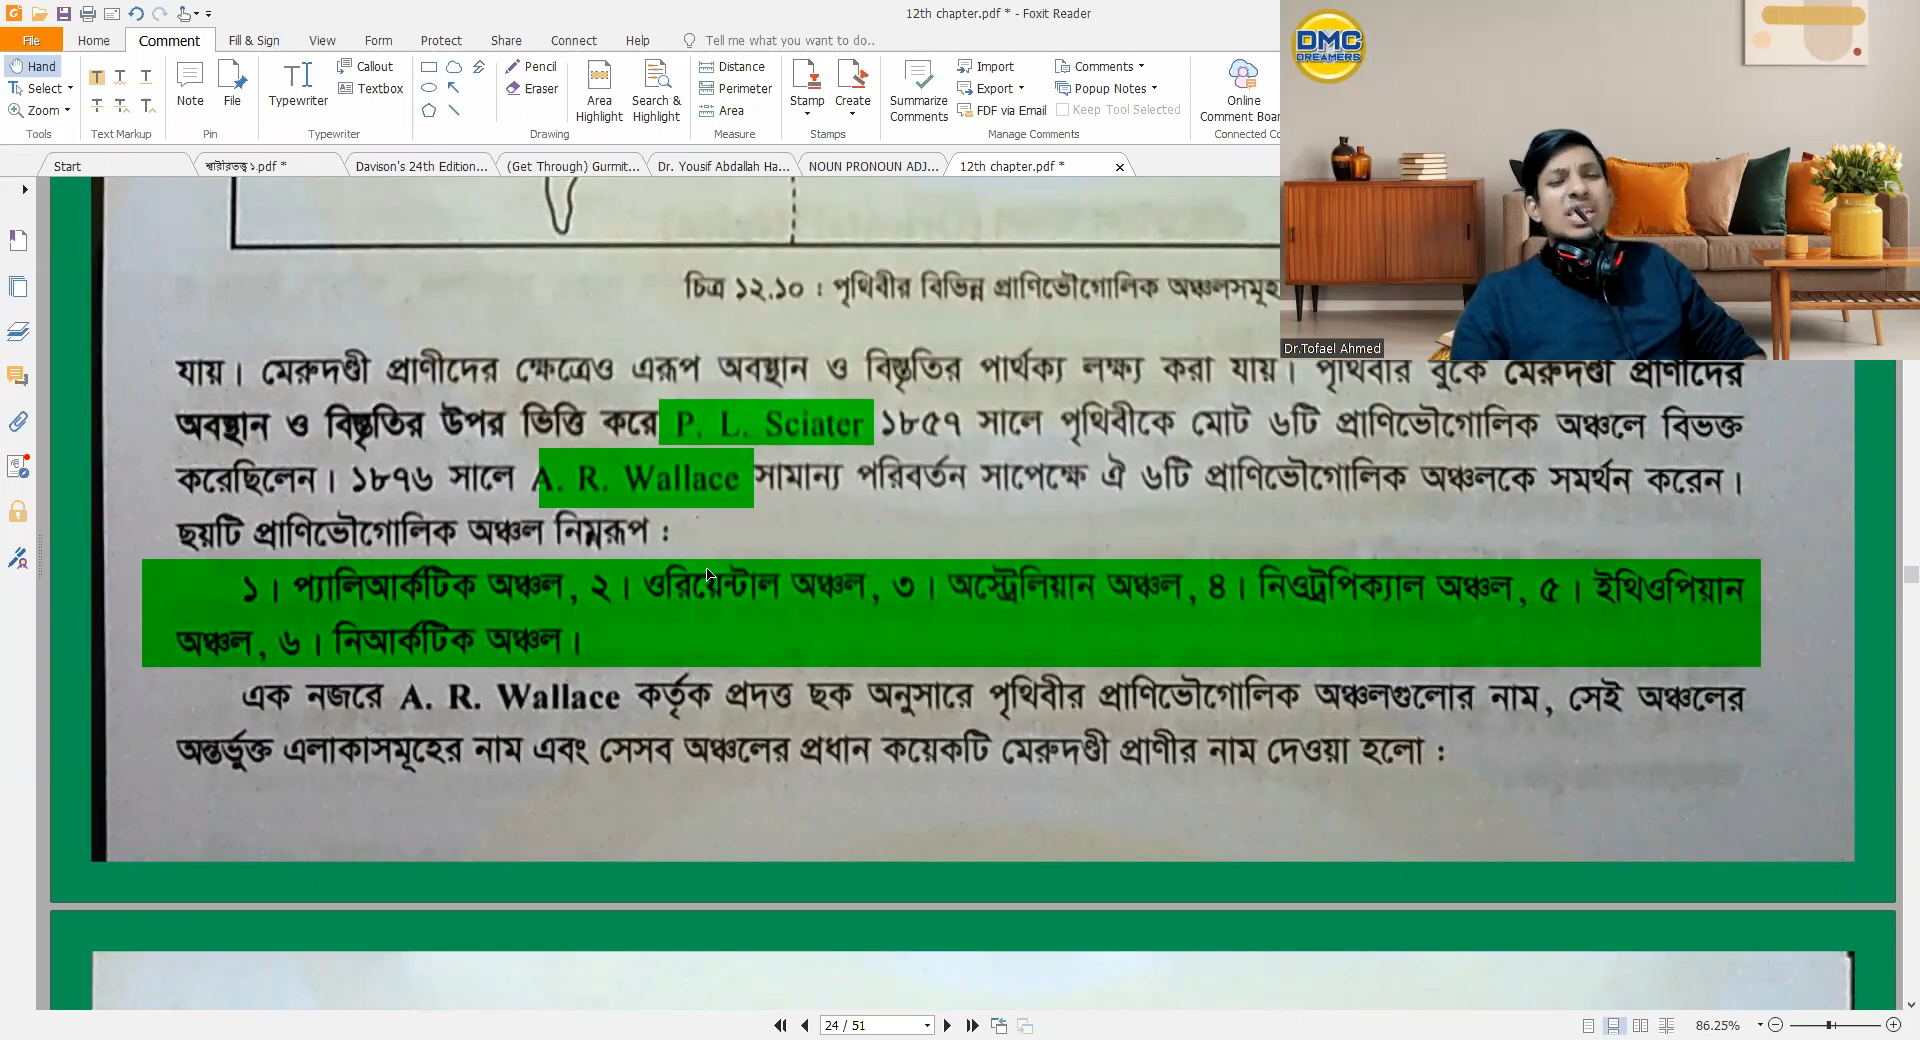 12th chapter.pdf * - Foxit Reader
File Home Comment Fill & Sign View Form Protect Share Connect Help Tell me what you want to do..
Hand Select Zoom Tools
Text Markup
Note File Pin
Typewriter Callout Textbox Typewriter
Pencil Eraser Area Highlight Search & Highlight Drawing
Distance Perimeter Area Measure
Stamp Create Stamps
Summarize Comments Import Export FDF via Email Comments Popup Notes Keep Tool Selected Manage Comments
Online Comment Boar Connected Co
DMC DREAMERS
Start
শারীরতত্ত্ব ১.pdf *
Davison's 24th Edition...
(Get Through) Gurmit...
Dr. Yousif Abdallah Ha...
NOUN PRONOUN ADJ...
12th chapter.pdf *
চিত্র ১২.১০ : পৃথিবীর বিভিন্ন প্রাণিভৌগোলিক অঞ্চলসমূহ
Dr.Tofael Ahmed
যায়। মেরুদণ্ডী প্রাণীদের ক্ষেত্রেও এরূপ অবস্থান ও বিস্তৃতির পার্থক্য লক্ষ্য করা যায়। পৃথিবীর বুকে মেরুদণ্ডী প্রাণীদের
অবস্থান ও বিস্তৃতির উপর ভিত্তি করে P. L. Sciater ১৮৫৭ সালে পৃথিবীকে মোট ৬টি প্রাণিভৌগোলিক অঞ্চলে বিভক্ত
করেছিলেন। ১৮৭৬ সালে A. R. Wallace সামান্য পরিবর্তন সাপেক্ষে ঐ ৬টি প্রাণিভৌগোলিক অঞ্চলকে সমর্থন করেন।
ছয়টি প্রাণিভৌগোলিক অঞ্চল নিম্নরূপ :
১। প্যালিআর্কটিক অঞ্চল, ২। ওরিয়েন্টাল অঞ্চল, ৩। অস্ট্রেলিয়ান অঞ্চল, ৪। নিওট্রপিক্যাল অঞ্চল, ৫। ইথিওপিয়ান
অঞ্চল, ৬। নিআর্কটিক অঞ্চল।
এক নজরে A. R. Wallace কর্তৃক প্রদত্ত ছক অনুসারে পৃথিবীর প্রাণিভৌগোলিক অঞ্চলগুলোর নাম, সেই অঞ্চলের
অন্তর্ভুক্ত এলাকাসমূহের নাম এবং সেসব অঞ্চলের প্রধান কয়েকটি মেরুদণ্ডী প্রাণীর নাম দেওয়া হলো :
24 / 51
86.25%